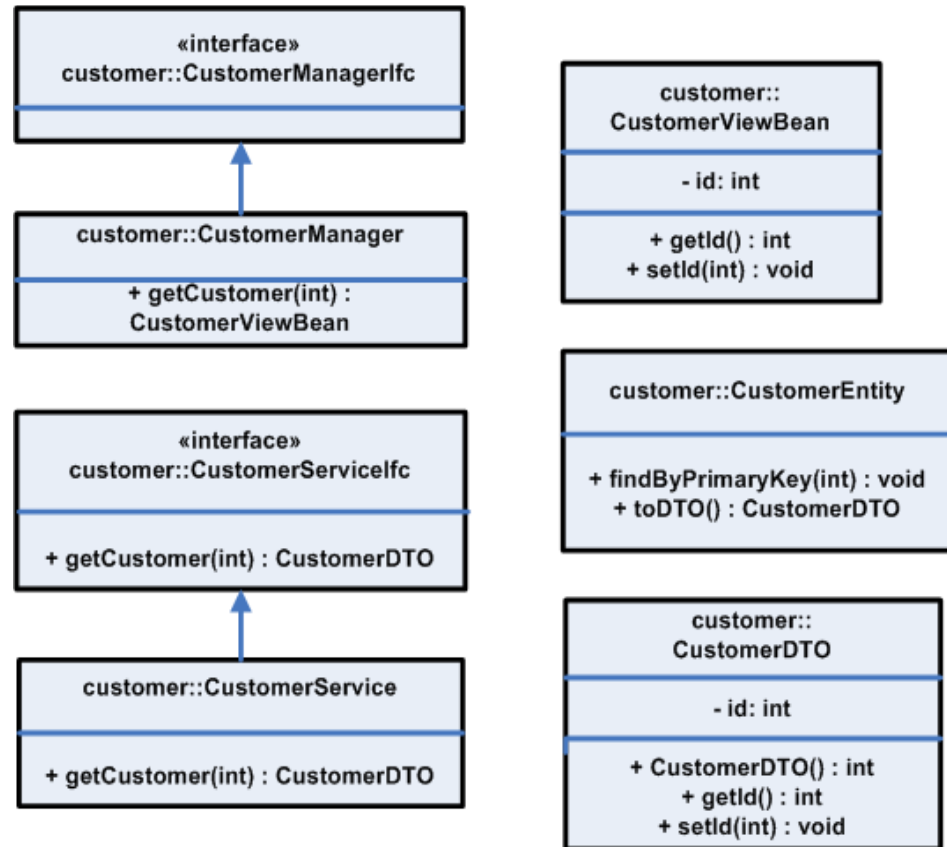 «interface»
customer::CustomerManagerIfc
customer::CustomerManager
+ getCustomer(int) :
CustomerViewBean
«interface»
customer::CustomerServiceIfc
+ getCustomer(int) : CustomerDTO
customer::CustomerService
+ getCustomer(int) : CustomerDTO
customer::
CustomerViewBean
- id: int
+ getId() : int
+ setId(int) : void
customer::CustomerEntity
+ findByPrimaryKey(int) : void
+ toDTO() : CustomerDTO
customer::
CustomerDTO
- id: int
+ CustomerDTO() : int
+ getId() : int
+ setId(int) : void